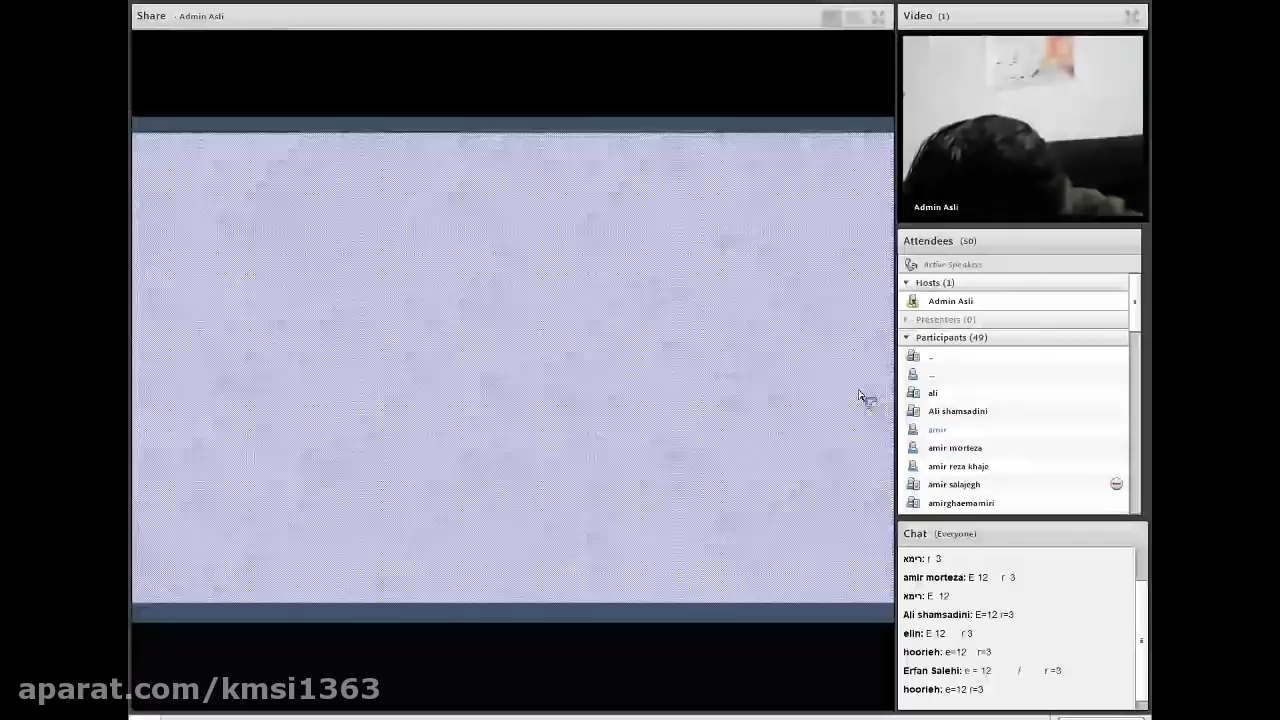 Share - Admin Asli
Video (1)
Admin Asli
Attendees (50)
Active Speakers
Hosts (1)
Admin Asli
Presenters (0)
Participants (49)
..
...
ali
Ali shamsadini
amir
amir morteza
amir reza khaje
amir salajegh
amirghaemamiri
Chat (Everyone)
רימא: r 3
amir morteza: E 12 r 3
רימא: E 12
Ali shamsadini: E=12 r=3
elin: E 12 r 3
hoorieh: e=12 r=3
Erfan Salehi: e = 12 / r =3
hoorieh: e=12 r=3
aparat.com/kmsi1363